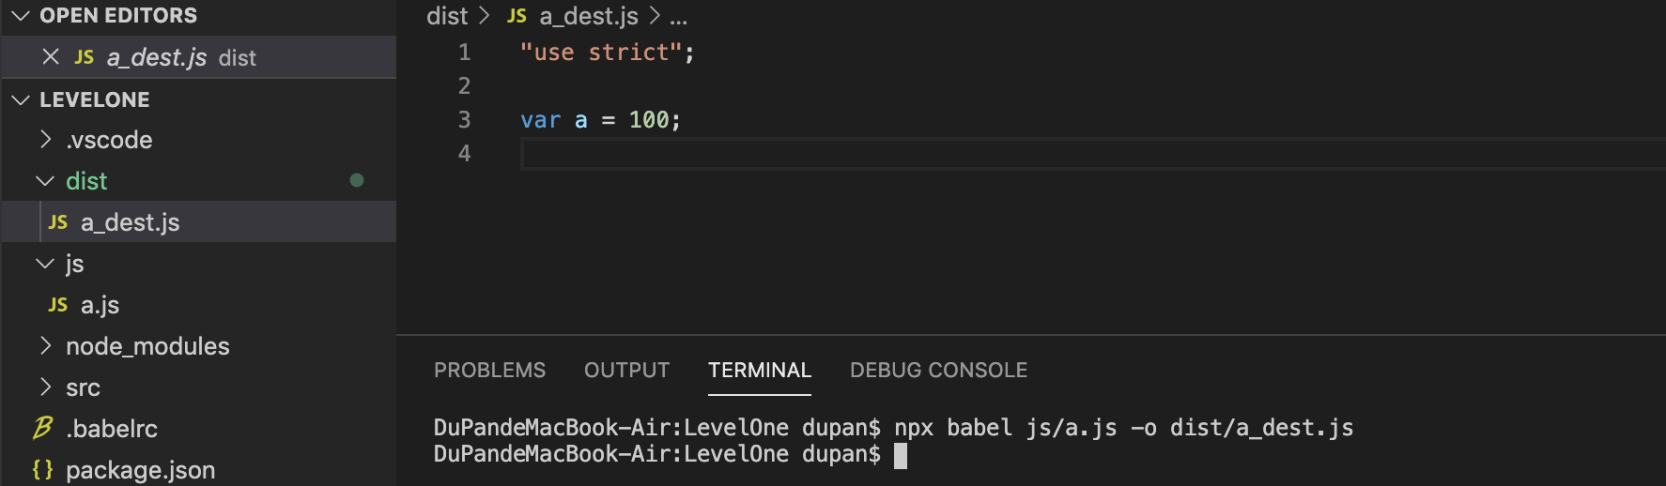 OPEN EDITORS
JS a_dest.js dist
LEVELONE
.vscode
dist
JS a_dest.js
js
JS a.js
node_modules
src
.babelrc
{} package.json
dist > JS a_dest.js > ...
1 "use strict";
2
3 var a = 100;
4
PROBLEMS OUTPUT TERMINAL DEBUG CONSOLE
DuPandeMacBook-Air:LevelOne dupan$ npx babel js/a.js -o dist/a_dest.js
DuPandeMacBook-Air:LevelOne dupan$